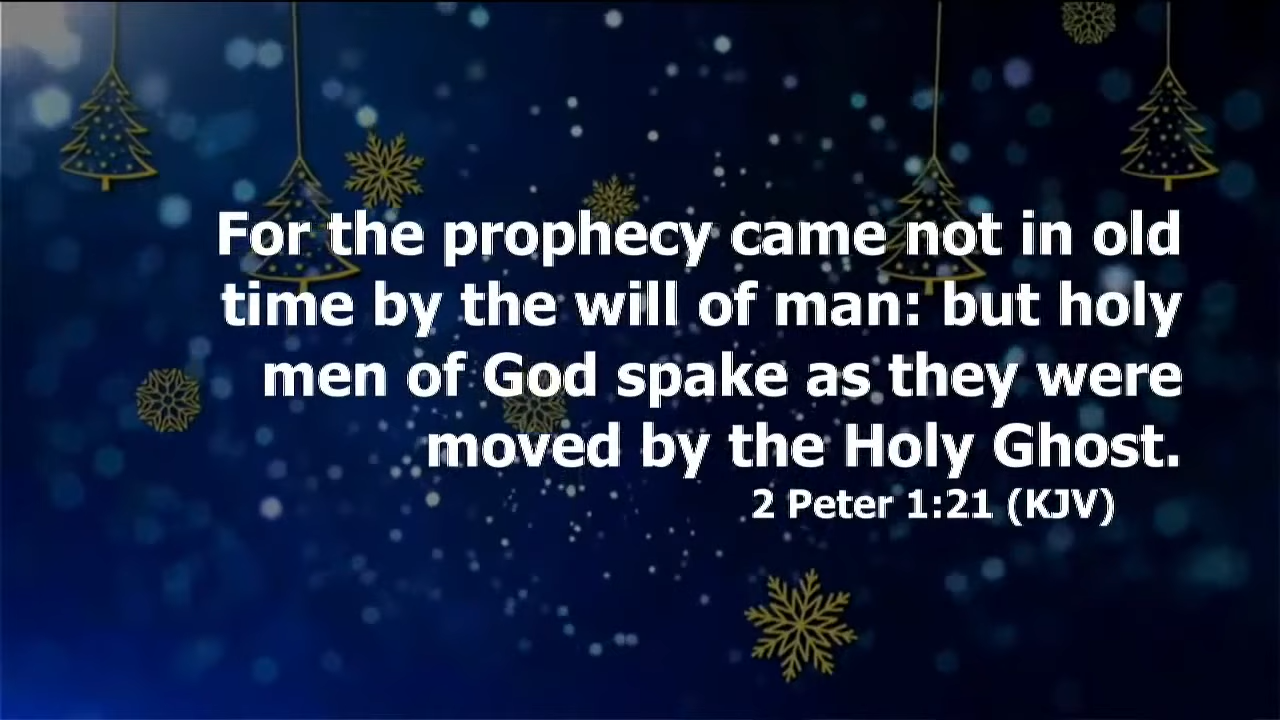 For the prophecy came not in old
time by the will of man: but holy
men of God spake as they were
moved by the Holy Ghost.
2 Peter 1:21 (KJV)